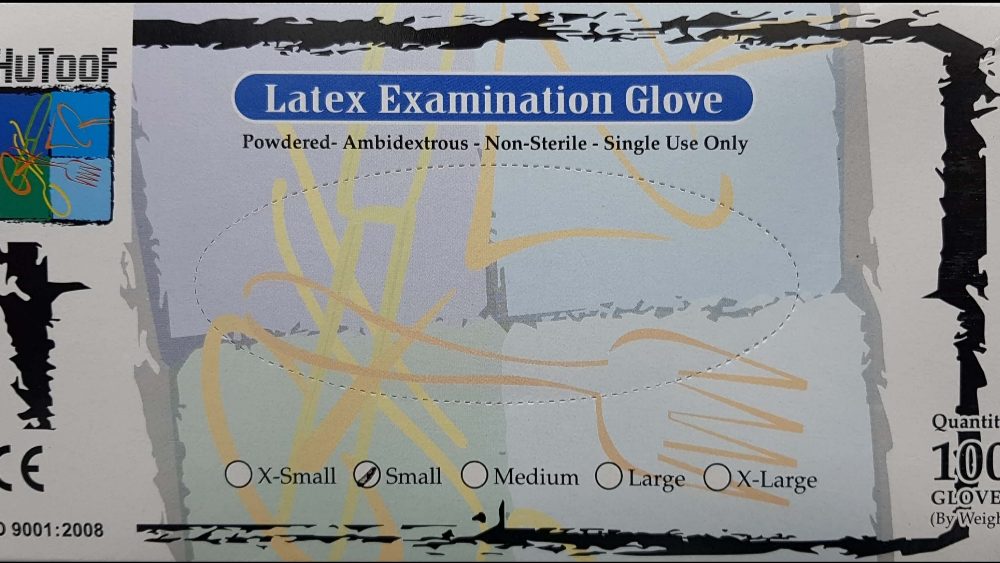 HuTooF
Latex Examination Glove
Powdered- Ambidextrous - Non-Sterile - Single Use Only
X-Small Small Medium Large X-Large
CE
9001:2008
Quantit
100
GLOVE
(By Weigh